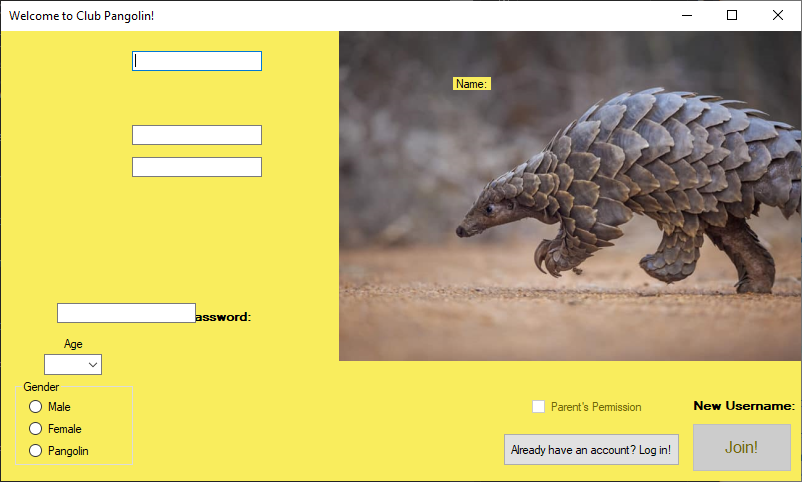 Welcome to Club Pangolin!
Name:
assword:
Age
Gender
Male
Female
Pangolin
Parent's Permission
New Username:
Already have an account? Log in!
Join!